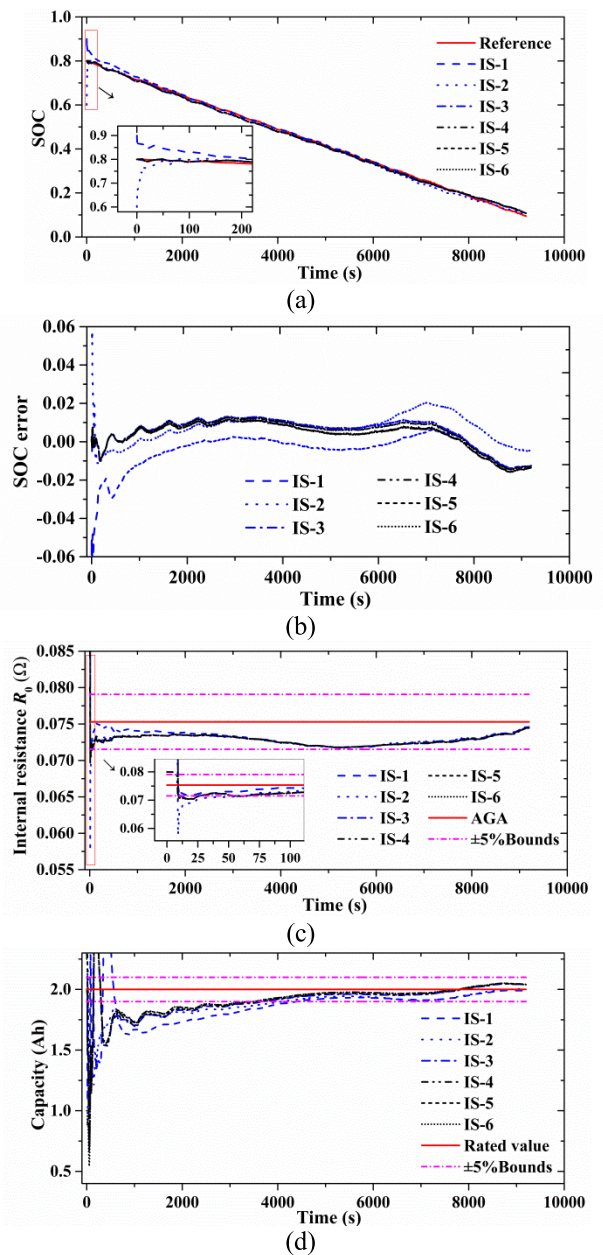 (a)
1.0
0.8
0.6
0.4
0.2
0.0
SOC
Reference
IS-1
IS-2
IS-3
IS-4
IS-5
IS-6
0.9
0.8
0.7
0.6
0 100 200
0 2000 4000 6000 8000 10000
Time (s)
(a)
0.06
0.04
0.02
0.00
-0.02
-0.04
-0.06
SOC error
IS-1 IS-4
IS-2 IS-5
IS-3 IS-6
0 2000 4000 6000 8000 10000
Time (s)
(b)
0.085
0.080
0.075
0.070
0.065
0.060
0.055
Internal resistance R0 (Ω)
0.08
0.07
0.06
0 25 50 75 100
IS-1 IS-5
IS-2 IS-6
IS-3 AGA
IS-4 ±5%Bounds
0 2000 4000 6000 8000 10000
Time (s)
(c)
2.0
1.5
1.0
0.5
Capacity (Ah)
IS-1
IS-2
IS-3
IS-4
IS-5
IS-6
Rated value
±5%Bounds
0 2000 4000 6000 8000 10000
Time (s)
(d)